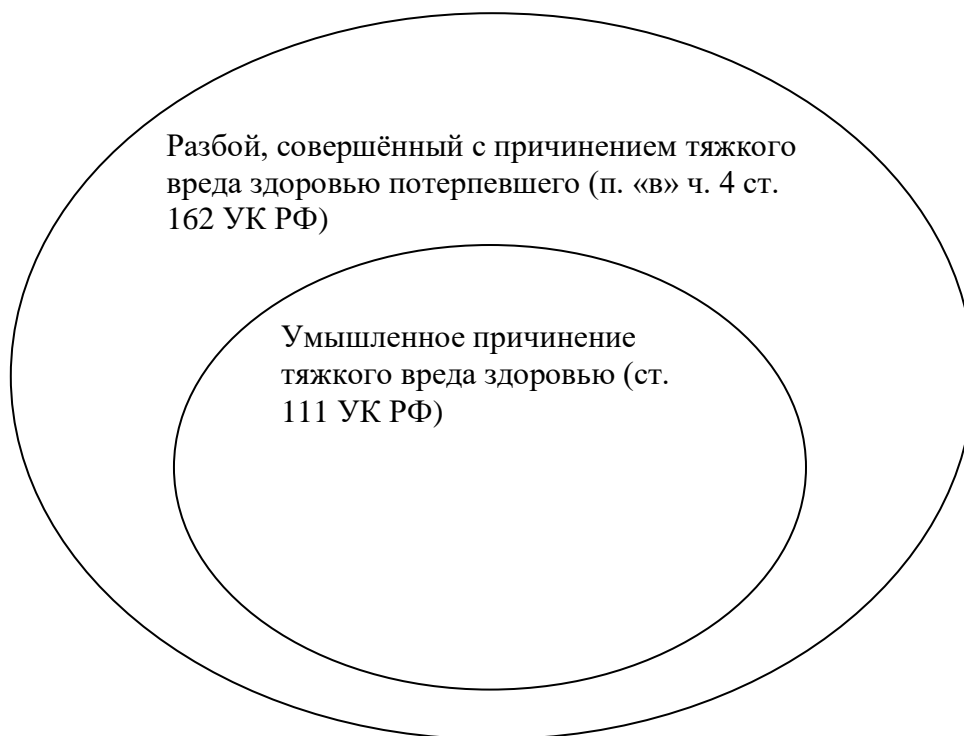 Разбой, совершённый с причинением тяжкого
вреда здоровью потерпевшего (п. «в» ч. 4 ст.
162 УК РФ)
Умышленное причинение
тяжкого вреда здоровью (ст.
111 УК РФ)